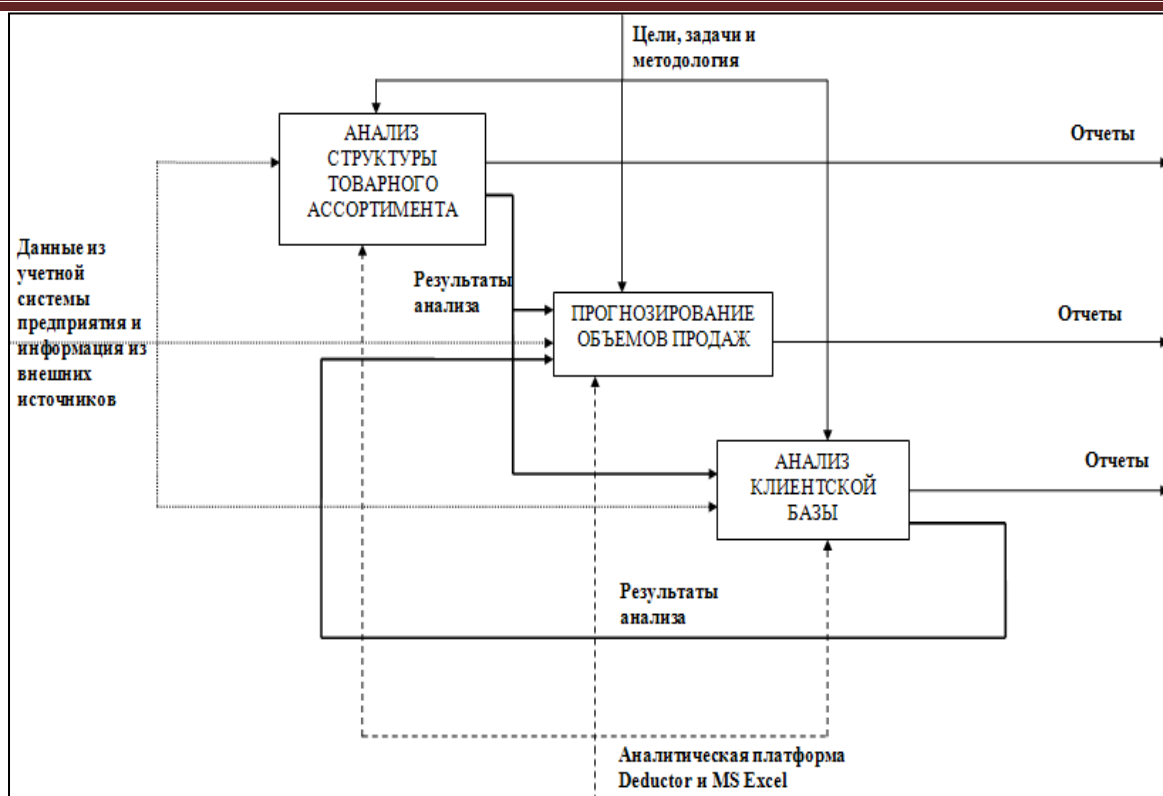 Цели, задачи и
методология
АНАЛИЗ
СТРУКТУРЫ
ТОВАРНОГО
АССОРТИМЕНТА
Отчеты
Данные из
учетной
системы
предприятия и
информация из
внешних
источников
Результаты
анализа
ПРОГНОЗИРОВАНИЕ
ОБЪЕМОВ ПРОДАЖ
Отчеты
АНАЛИЗ
КЛИЕНТСКОЙ
БАЗЫ
Отчеты
Результаты
анализа
Аналитическая платформа
Deductor и MS Excel